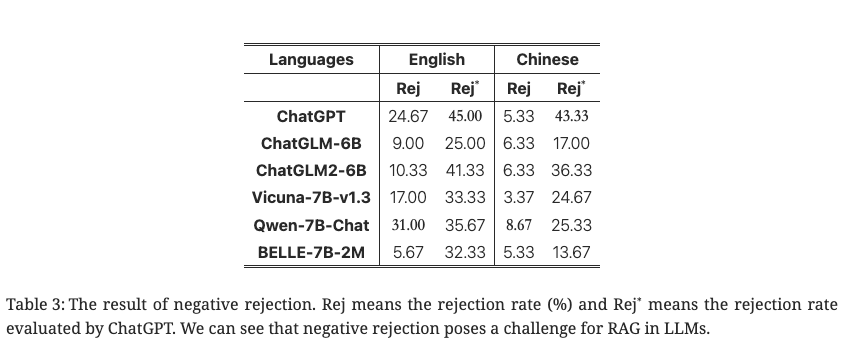 Languages English Chinese
Rej Rej* Rej Rej*
ChatGPT 24.67 45.00 5.33 43.33
ChatGLM-6B 9.00 25.00 6.33 17.00
ChatGLM2-6B 10.33 41.33 6.33 36.33
Vicuna-7B-v1.3 17.00 33.33 3.37 24.67
Qwen-7B-Chat 31.00 35.67 8.67 25.33
BELLE-7B-2M 5.67 32.33 5.33 13.67
Table 3: The result of negative rejection. Rej means the rejection rate (%) and Rej* means the rejection rate
evaluated by ChatGPT. We can see that negative rejection poses a challenge for RAG in LLMs.